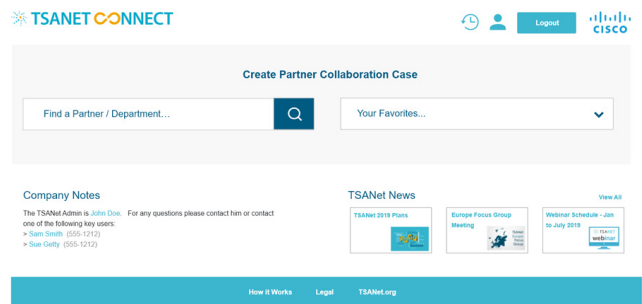 TSANET CONNECT
Logout
CISCO
Create Partner Collaboration Case
Find a Partner / Department...
Your Favorites...
Company Notes
The TSANet Admin is John Doe. For any questions please contact him or contact
one of the following key users:
> Sam Smith (555-1212)
> Sue Getty (555-1212)
TSANet News
View All
TSANet 2019 Plans
Europe Focus Group
Meeting
Webinar Schedule - Jan
to July 2019
TSANET
webinar
How it Works Legal TSANet.org